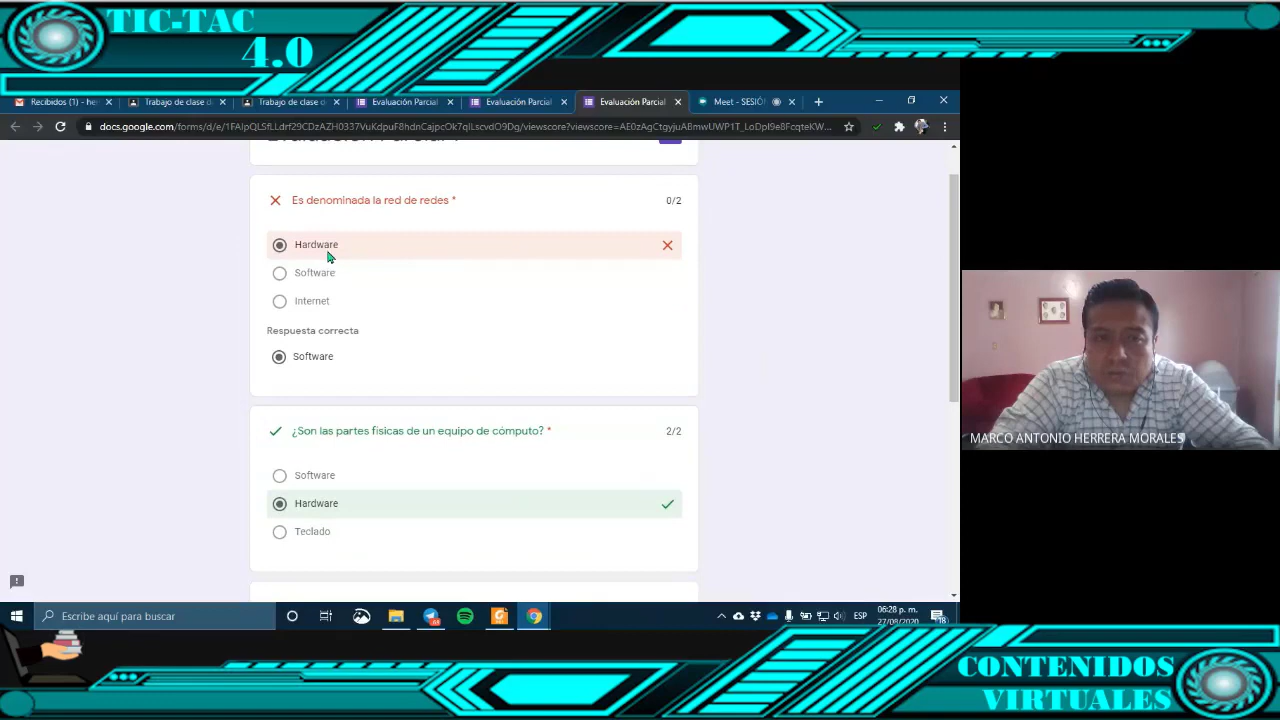 TIC-TAC
4.0
Recibidos (1) - he
Trabajo de clase d
Trabajo de clase d
Evaluación Parcial
Evaluación Parcial
Evaluación Parcial
Meet - SESIÓ
Es denominada la red de redes *
0/2
Hardware
Software
Internet
Respuesta correcta
Software
¿Son las partes físicas de un equipo de cómputo? *
2/2
Software
Hardware
Teclado
MARCO ANTONIO HERRERA MORALES
Escribe aquí para buscar
ESP
06:28 p. m.
27/08/2020
CONTENIDOS
VIRTUALES